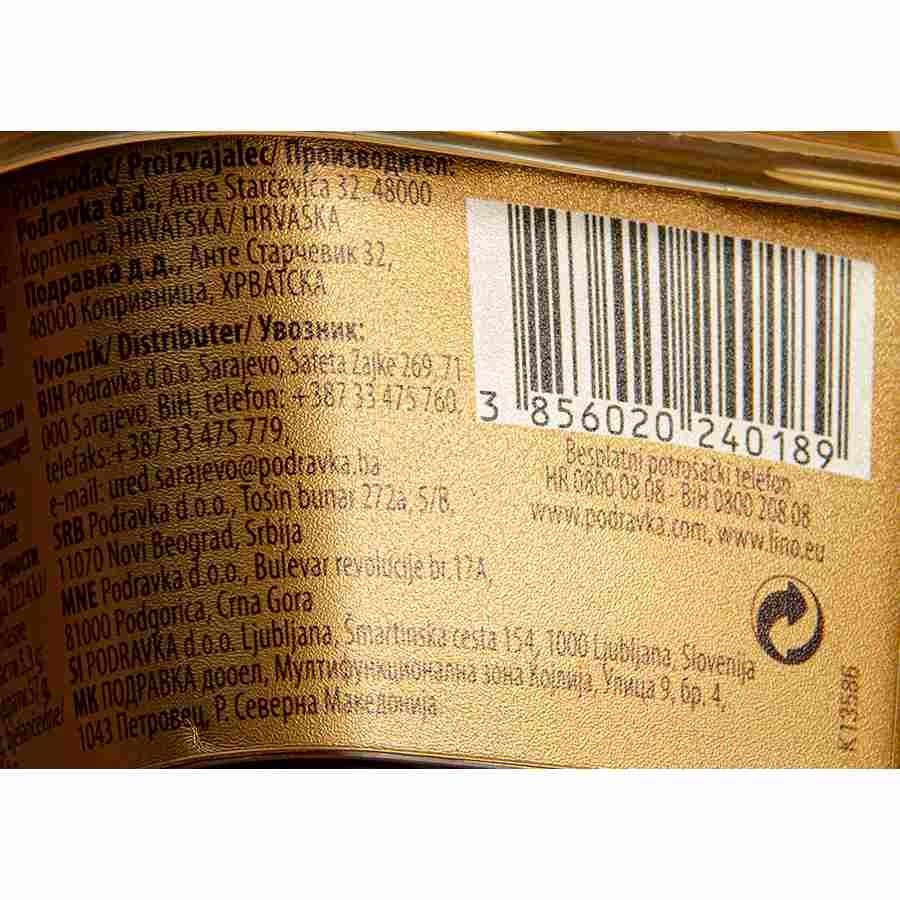 Proizvođač/ Proizvajalec/ Производител:
Podravka d.d., Ante Starčevića 32, 48000
Koprivnica, HRVATSKA/ HRVAŠKA
Подравка д.д., Анте Старчевиќ 32,
48000 Копривница, ХРВАТСКА
Uvoznik/ Distributer/ Увозник:
BIH Podravka d.o.o. Sarajevo, Safeta Zajke 269, 71
000 Sarajevo, BiH, telefon: +387 33 475 760,
telefaks:+387 33 475 779,
e-mail: ured.sarajevo@podravka.ba
SRB Podravka d.o.o., Tošin bunar 272a, 5/B,
11070 Novi Beograd, Srbija
MNE Podravka d.o.o., Bulevar revolucije br.17A,
81000 Podgorica, Crna Gora
SI PODRAVKA d.o.o. Ljubljana, Šmartinska cesta 154, 1000 Ljubljana, Slovenija
МК ПОДРАВКА дооел, Мултифункционална зона Којлија, Улица 9, бр. 4,
1043 Петровец, Р. Северна Македонија
3 856020 240189
Besplatni potrošački telefon:
HR 0800 08 08 - BiH 0800 208 08
www.podravka.com, www.lino.eu
K13586